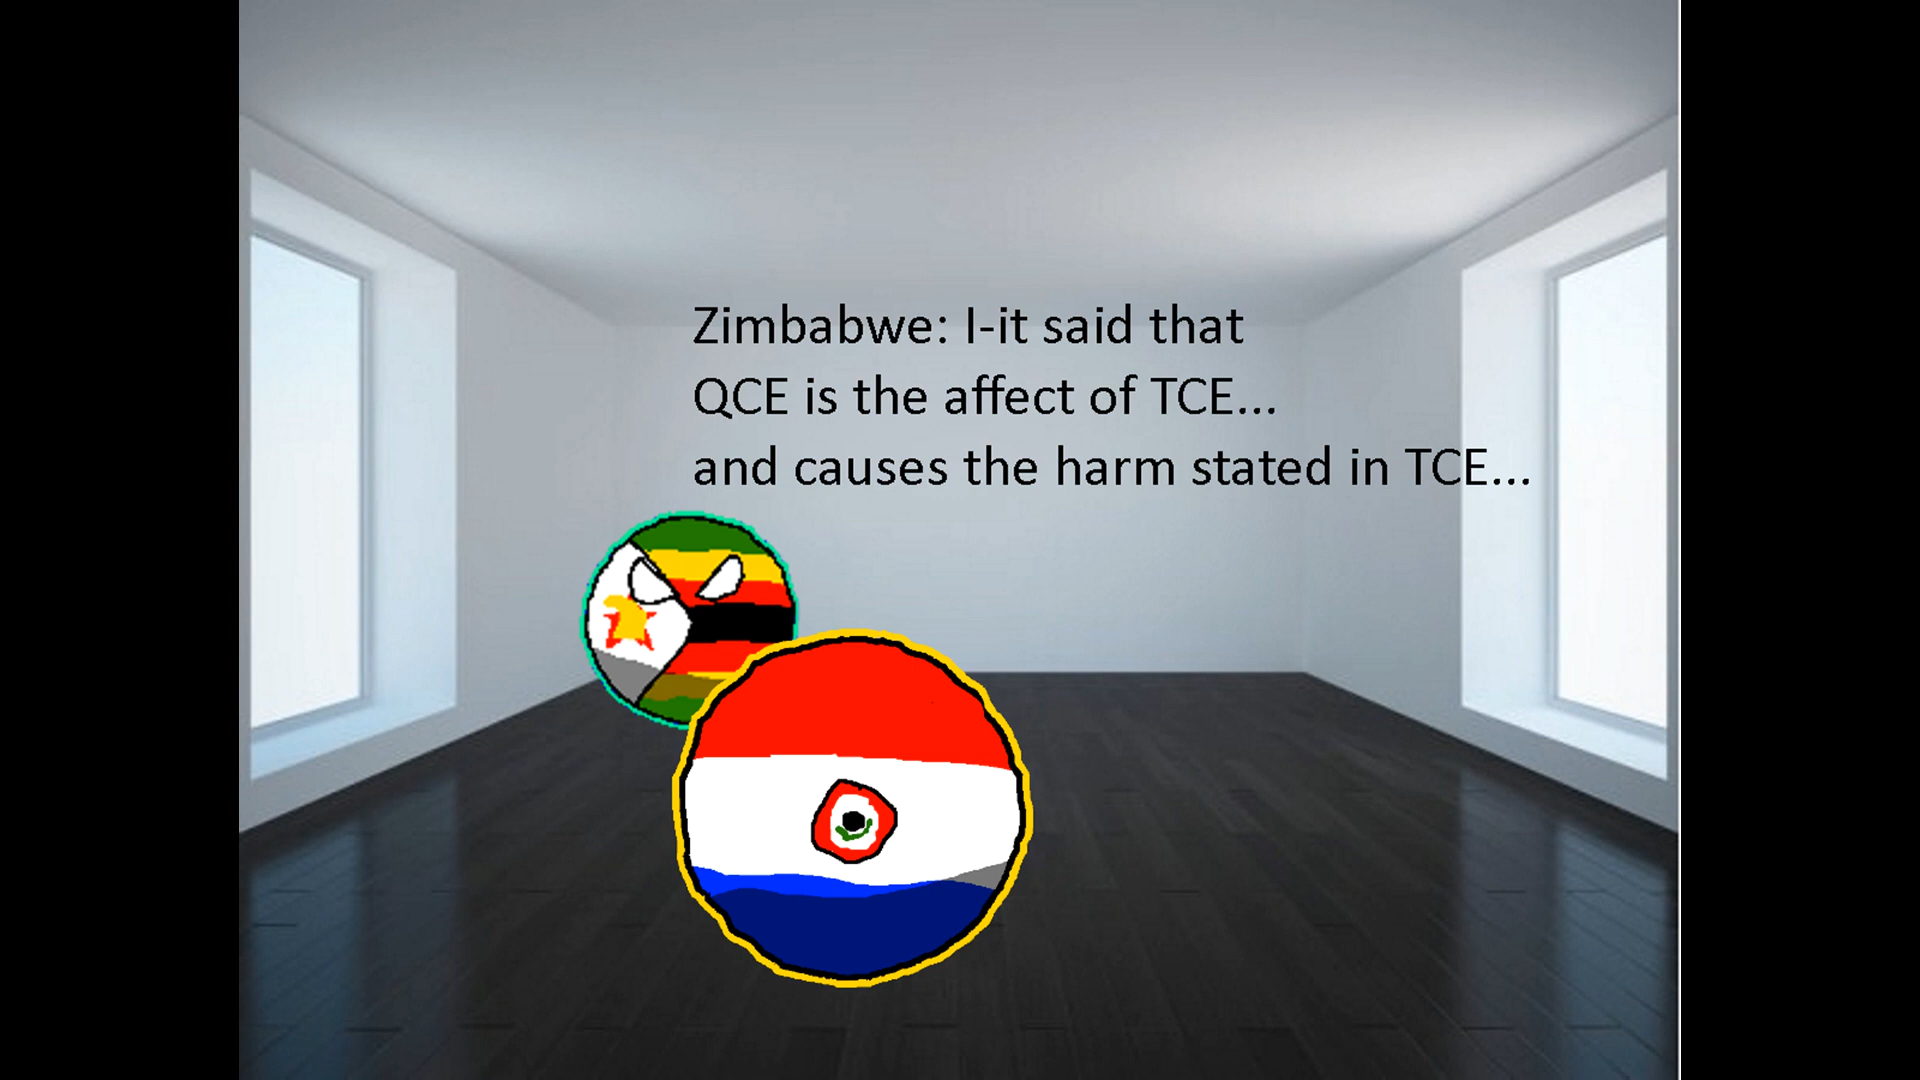 Zimbabwe: I-it said that
QCE is the affect of TCE...
and causes the harm stated in TCE...